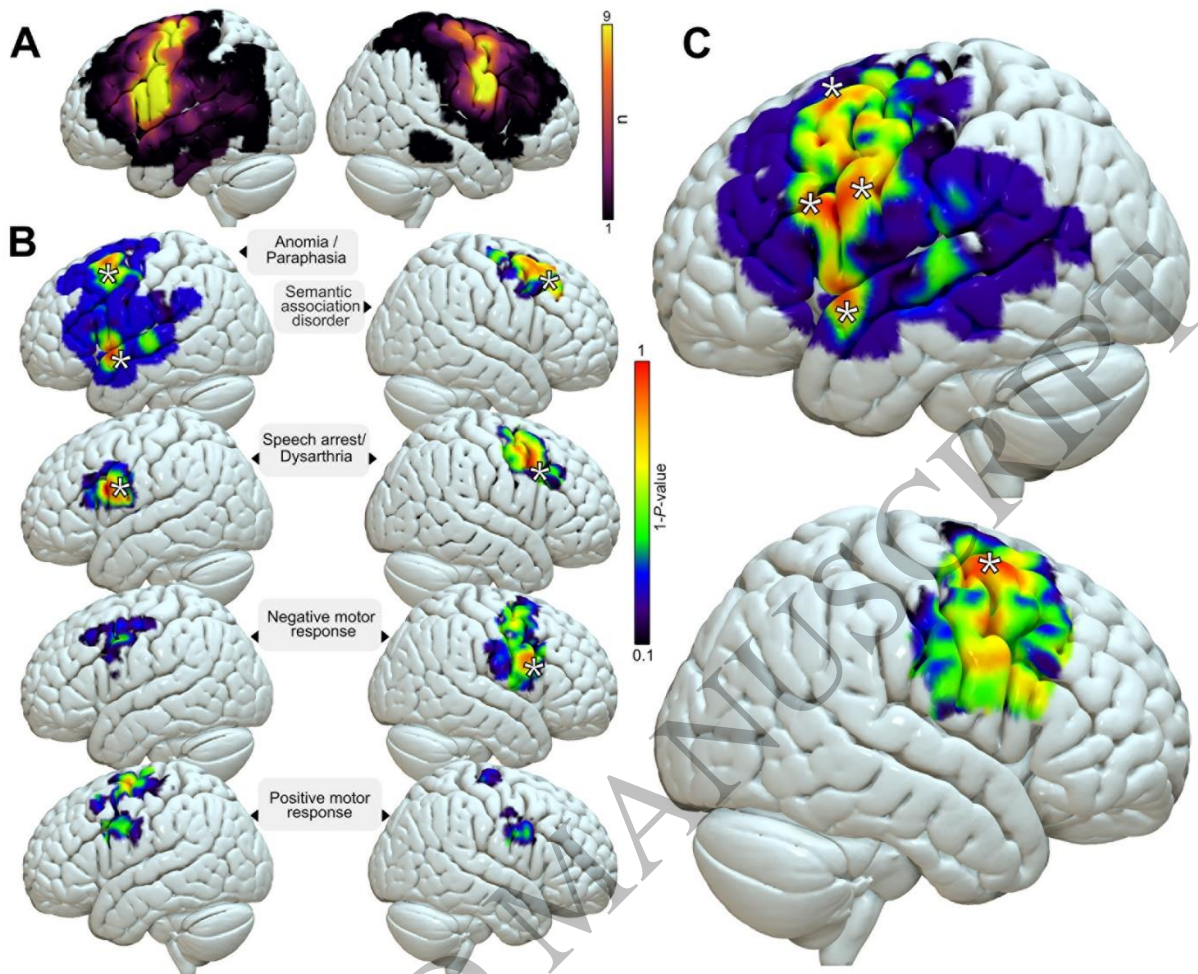 A
9
n
1
C
B
Anomia /
Paraphasia
Semantic
association
disorder
*
*
*
*
*
*
*
1
1-P-value
0.1
Speech arrest/
Dysarthria
*
*
Negative motor
response
*
*
Positive motor
response
D MANUSCRIPT